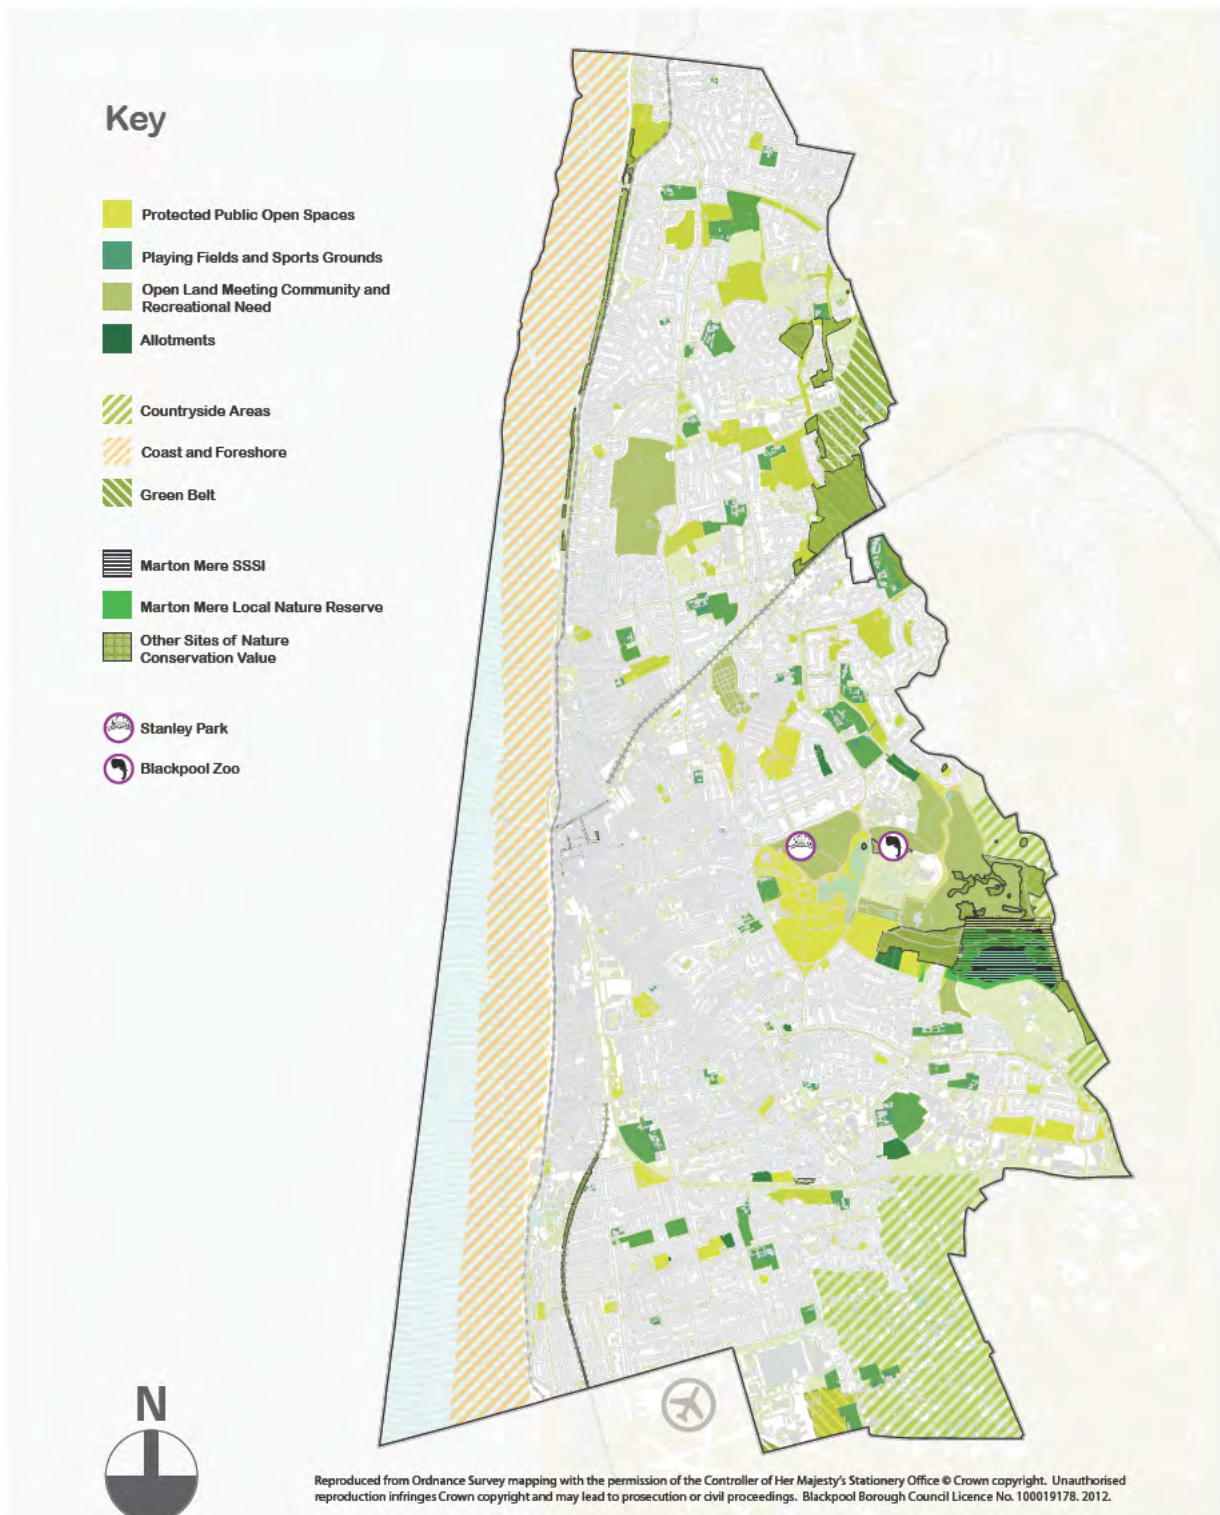 Key
Protected Public Open Spaces
Playing Fields and Sports Grounds
Open Land Meeting Community and
Recreational Need
Allotments
Countryside Areas
Coast and Foreshore
Green Belt
Marton Mere SSSI
Marton Mere Local Nature Reserve
Other Sites of Nature
Conservation Value
Stanley Park
Blackpool Zoo
N
Reproduced from Ordnance Survey mapping with the permission of the Controller of Her Majesty's Stationery Office © Crown copyright. Unauthorised
reproduction infringes Crown copyright and may lead to prosecution or civil proceedings. Blackpool Borough Council Licence No. 100019178. 2012.